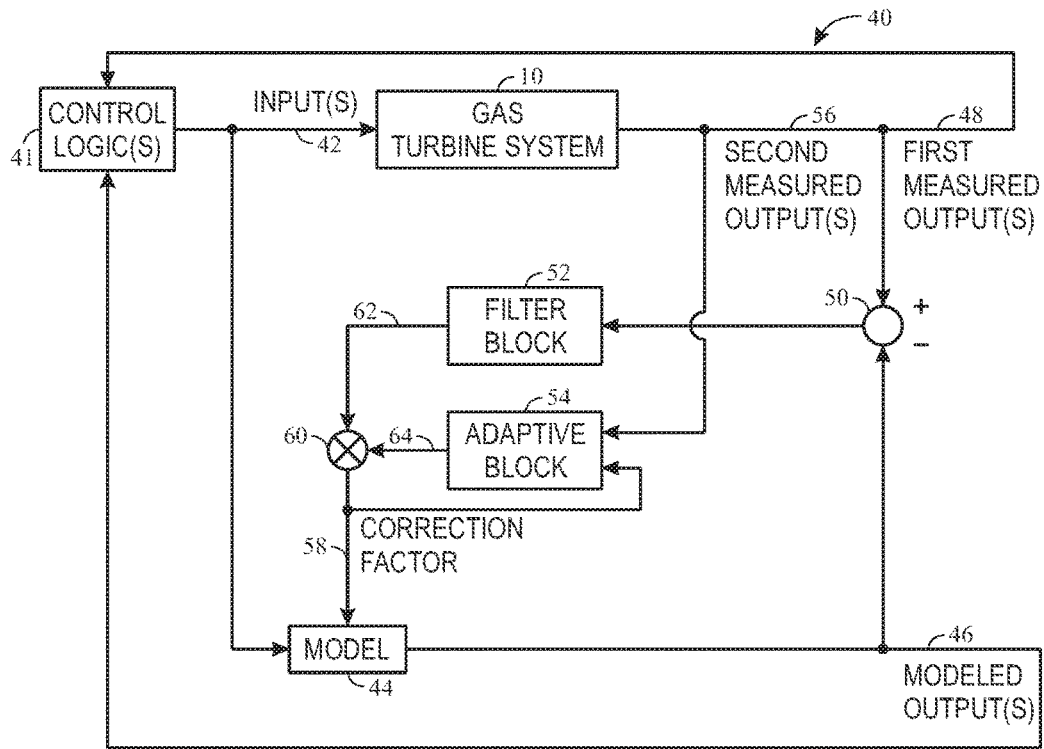 40
10
CONTROL
LOGIC(S)
41
INPUT(S)
42
GAS
TURBINE SYSTEM
56
48
SECOND
MEASURED
OUTPUT(S)
FIRST
MEASURED
OUTPUT(S)
52
62
FILTER
BLOCK
50
+
−
54
60
64
ADAPTIVE
BLOCK
CORRECTION
FACTOR
58
MODEL
44
46
MODELED
OUTPUT(S)